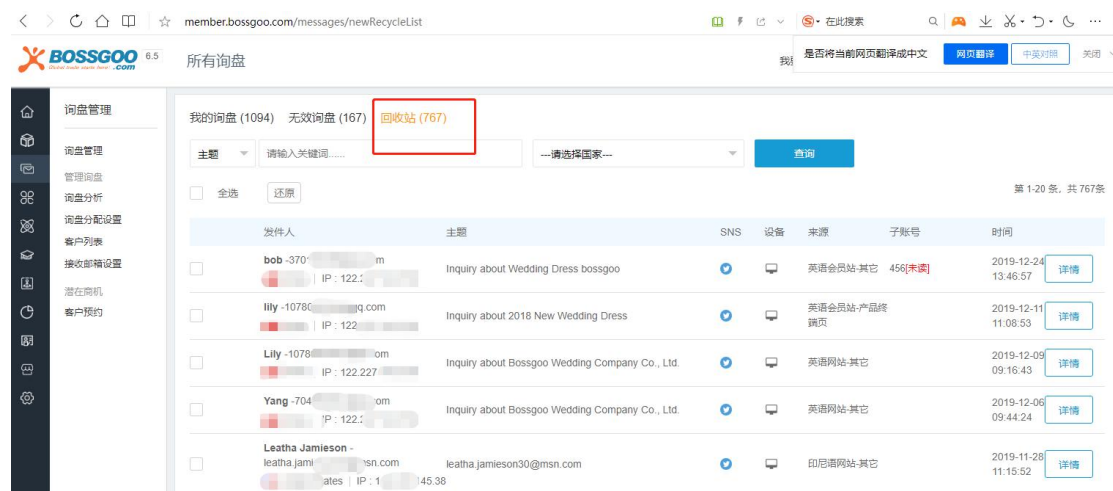 member.bossgoo.com/messages/newRecycleList
在此搜索
BOSSGOO 6.5
.com
所有询盘
是否将当前网页翻译成中文 网页翻译 中英对照 关闭
询盘管理
询盘管理
管理询盘
询盘分析
询盘分配设置
客户列表
接收邮箱设置
潜在商机
客户预约
我的询盘 (1094) 无效询盘 (167) 回收站 (767)
主题 请输入关键词...... ---请选择国家--- 查询
全选 还原 第 1-20 条, 共 767条
发件人 主题 SNS 设备 来源 子账号 时间
bob -370 m
IP : 122.
Inquiry about Wedding Dress bossgoo 英语会员站-其它 456[未读] 2019-12-24 13:46:57 详情
lily -1078 q.com
IP : 122
Inquiry about 2018 New Wedding Dress 英语会员站-产品终端页 2019-12-11 11:08:53 详情
Lily -1078 om
IP : 122.227
Inquiry about Bossgoo Wedding Company Co., Ltd. 英语网站-其它 2019-12-09 09:16:43 详情
Yang -704 om
IP : 122.
Inquiry about Bossgoo Wedding Company Co., Ltd. 英语网站-其它 2019-12-06 09:44:24 详情
Leatha Jamieson -
leatha.jami sn.com
ates | IP : 1 45.38
leatha.jamieson30@msn.com 印尼语网站-其它 2019-11-28 11:15:52 详情